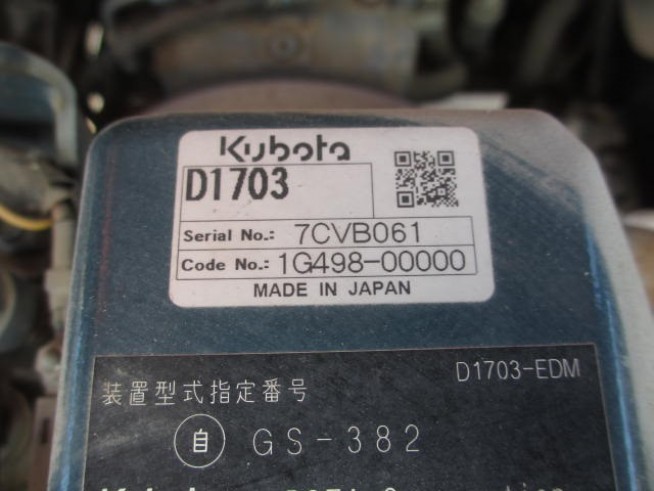 Kubota
D1703
Serial No.: 7CVB061
Code No.: 1G498-00000
MADE IN JAPAN
D1703-EDM
装置型式指定番号
自 GS-382